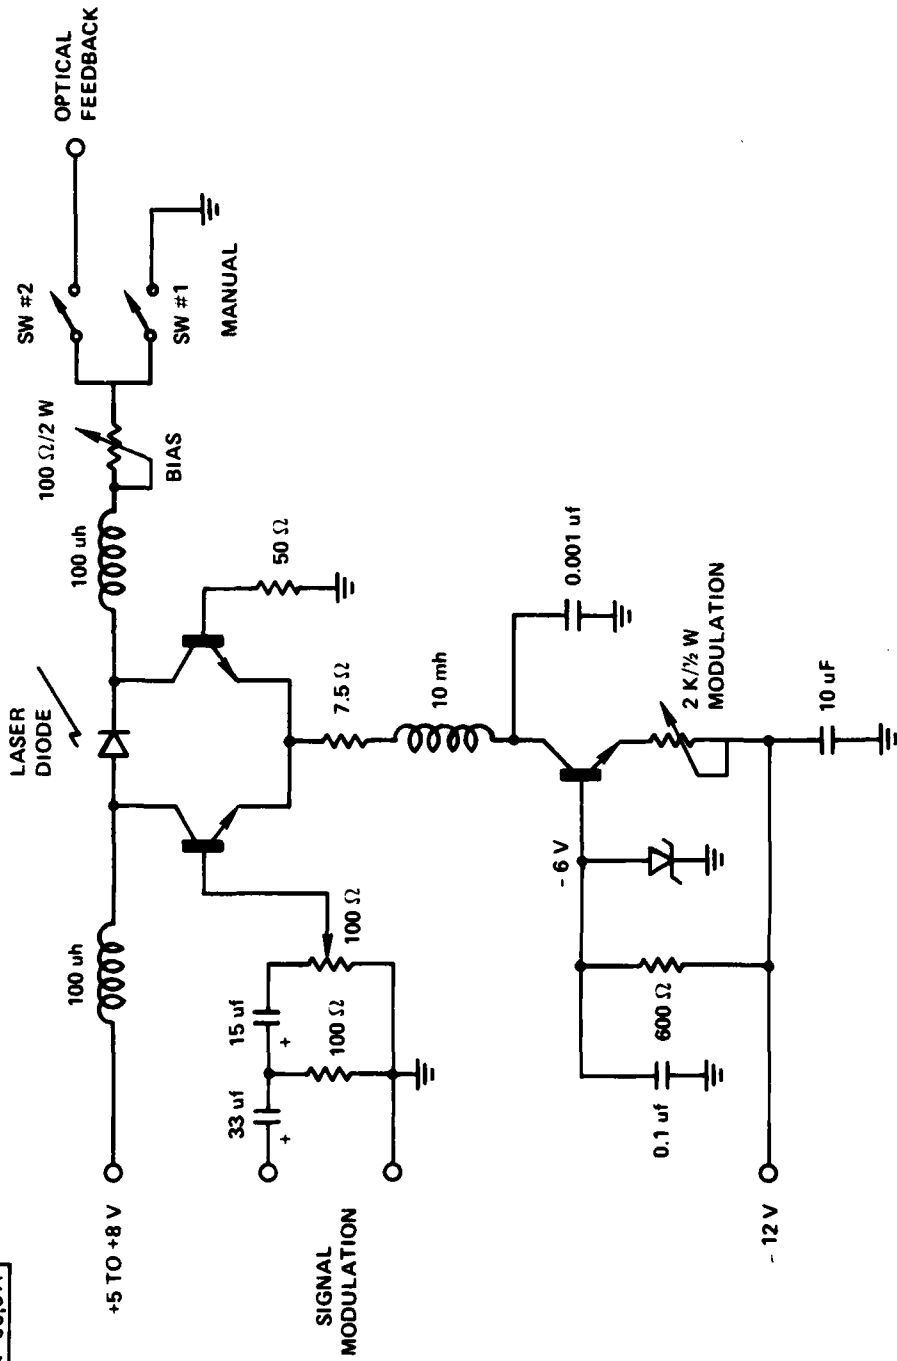 LASER
DIODE
100 uh
100 uh
100 Ω/2 W
BIAS
SW #2
SW #1
MANUAL
OPTICAL
FEEDBACK
+5 TO +8 V
SIGNAL
MODULATION
33 uf
+
15 uf
+
100 Ω
100 Ω
50 Ω
7.5 Ω
10 mh
0.001 uf
- 6 V
2 K/½ W
MODULATION
600 Ω
0.1 uf
10 uF
- 12 V